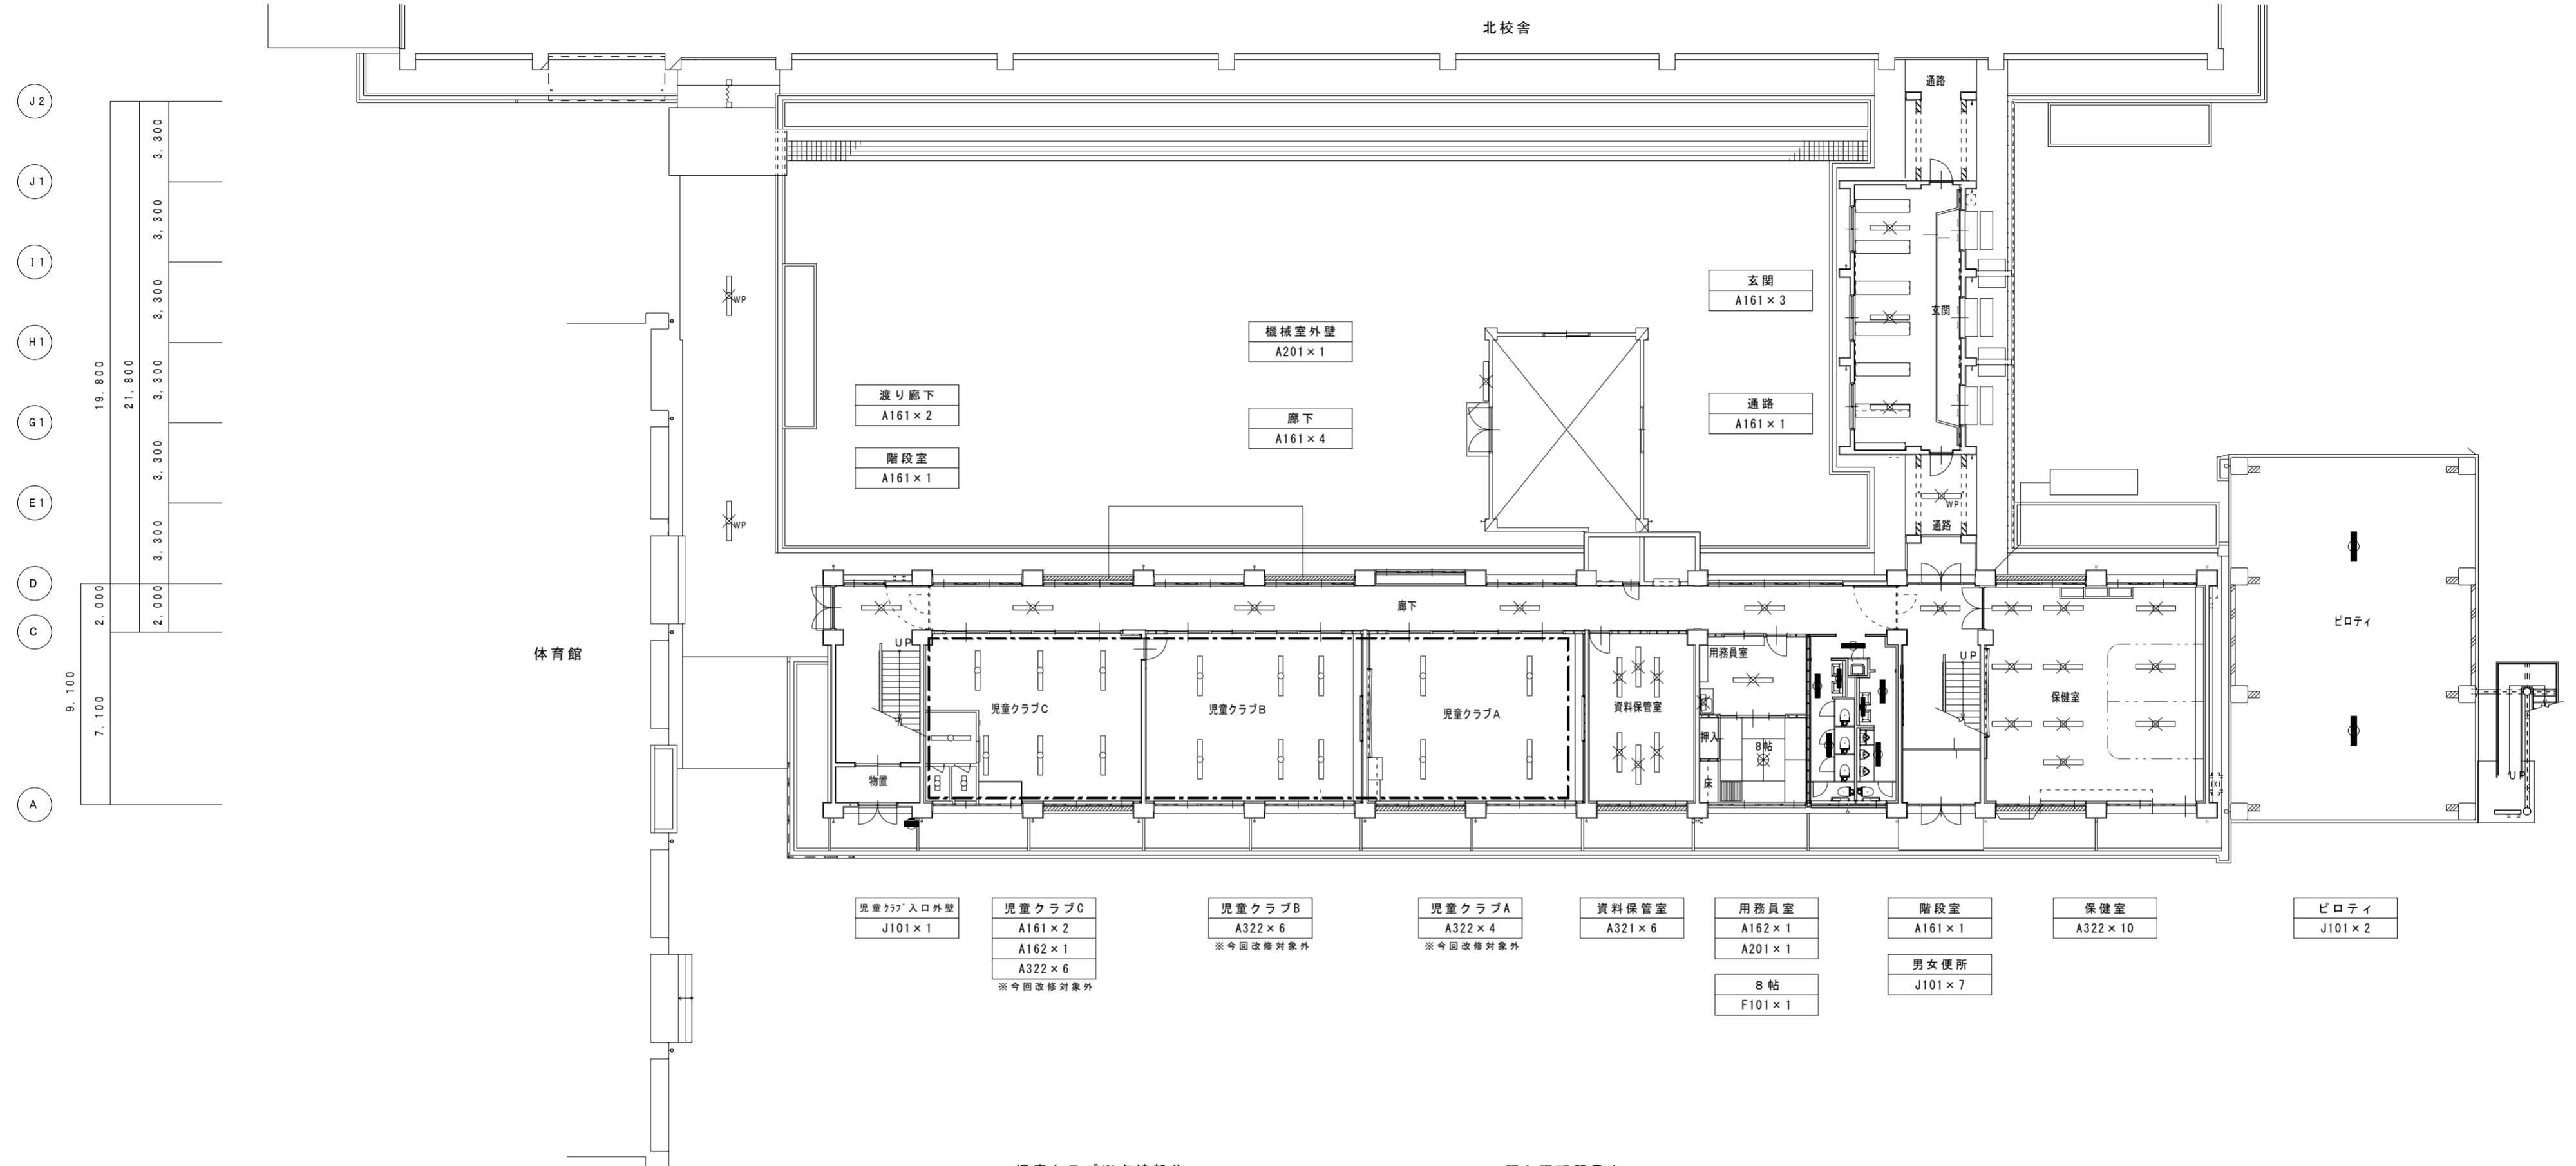 北校舎
通路
J2
3,300
J1
3,300
I1
3,300
H1
19,800
21,800
3,300
G1
3,300
E1
3,300
D
2,000
2,000
C
9,100
7,100
A
WP
WP
玄関
A161×3
玄関
機械室外壁
A201×1
渡り廊下
A161×2
廊下
A161×4
通路
A161×1
階段室
A161×1
WP
通路
体育館
廊下
UP
UP
児童クラブC
児童クラブB
児童クラブA
資料保管室
用務員室
押入
8帖
床
保健室
ピロティ
物置
UP
児童クラブ入口外壁
J101×1
児童クラブC
A161×2
A162×1
A322×6
※今回改修対象外
児童クラブB
A322×6
※今回改修対象外
児童クラブA
A322×4
※今回改修対象外
資料保管室
A321×6
用務員室
A162×1
A201×1
8帖
F101×1
階段室
A161×1
男女便所
J101×7
保健室
A322×10
ピロティ
J101×2